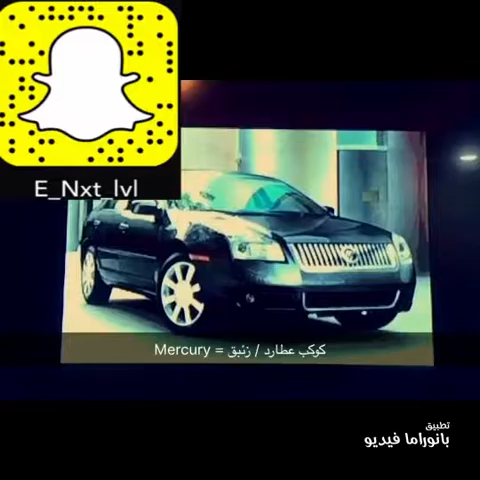 E_Nxt_lvl
كوكب عطارد / زئبق = Mercury
تطبيق
بانوراما فيديو